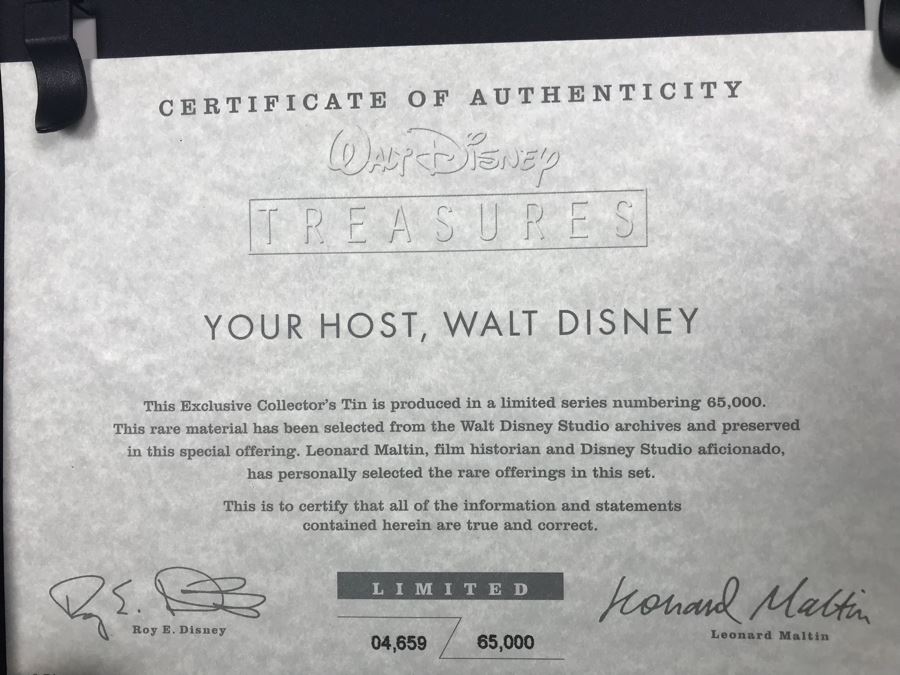 CERTIFICATE OF AUTHENTICITY
WALT DISNEY
TREASURES
YOUR HOST, WALT DISNEY
This Exclusive Collector's Tin is produced in a limited series numbering 65,000.
This rare material has been selected from the Walt Disney Studio archives and preserved
in this special offering. Leonard Maltin, film historian and Disney Studio aficionado,
has personally selected the rare offerings in this set.
This is to certify that all of the information and statements
contained herein are true and correct.
Roy E. Disney
Roy E. Disney
LIMITED
04,659 / 65,000
Leonard Maltin
Leonard Maltin